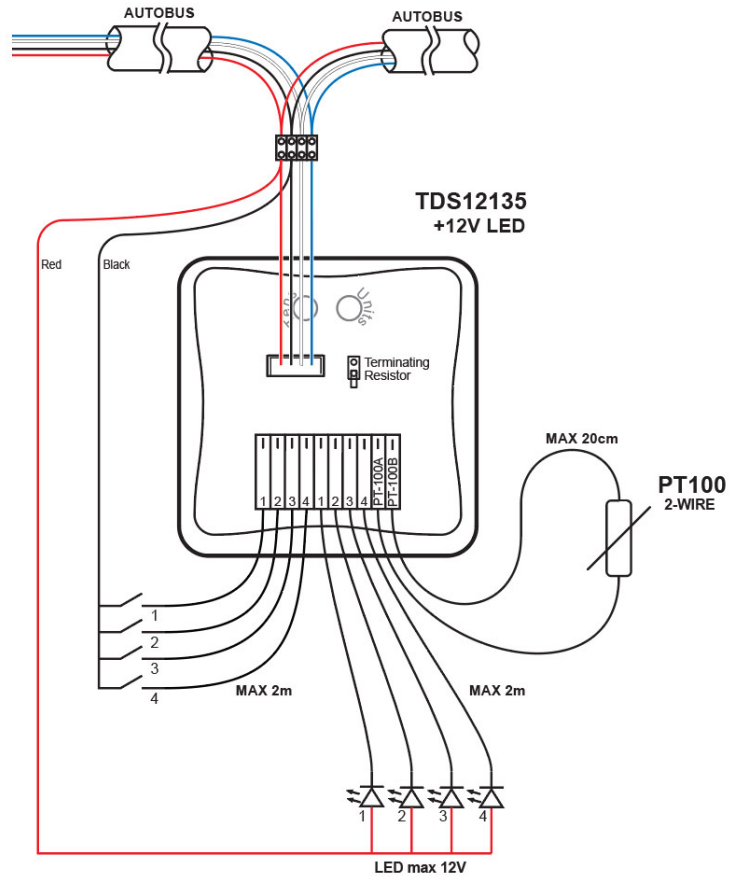 AUTOBUS
AUTOBUS
TDS12135
+12V LED
Red
Black
Tens
Units
Terminating
Resistor
MAX 20cm
PT100
2-WIRE
1 2 3 4 1 2 3 4 PT-100A PT-100B
1
2
3
4
MAX 2m
MAX 2m
1 2 3 4
LED max 12V